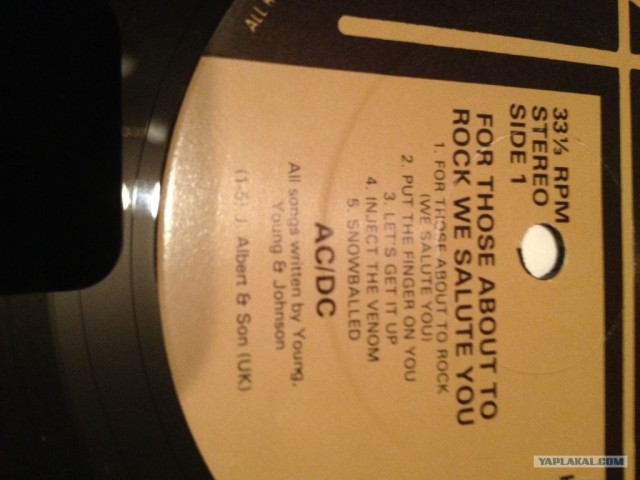 ALL
33⅓ RPM
STEREO
SIDE 1
FOR THOSE ABOUT TO
ROCK WE SALUTE YOU
1. FOR THOSE ABOUT TO ROCK
(WE SALUTE YOU)
2. PUT THE FINGER ON YOU
3. LET'S GET IT UP
4. INJECT THE VENOM
5. SNOWBALLED
AC/DC
All songs written by Young,
Young & Johnson
(1-5) J. Albert & Son (UK)
YAPLAKAL.COM